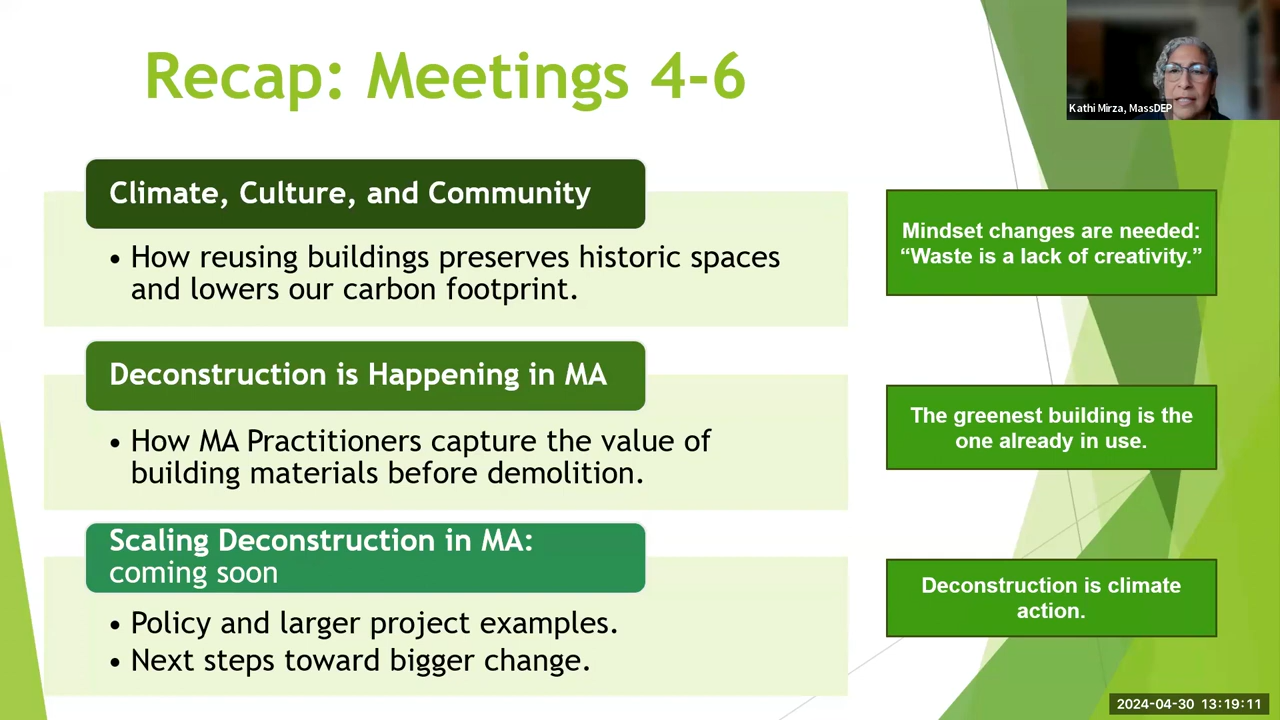 Recap: Meetings 4-6
Kathi Mirza, MassDEP
Climate, Culture, and Community
• How reusing buildings preserves historic spaces
and lowers our carbon footprint.
Mindset changes are needed:
“Waste is a lack of creativity.”
Deconstruction is Happening in MA
• How MA Practitioners capture the value of
building materials before demolition.
The greenest building is the
one already in use.
Scaling Deconstruction in MA:
coming soon
• Policy and larger project examples.
• Next steps toward bigger change.
Deconstruction is climate
action.
2024-04-30 13:19:11